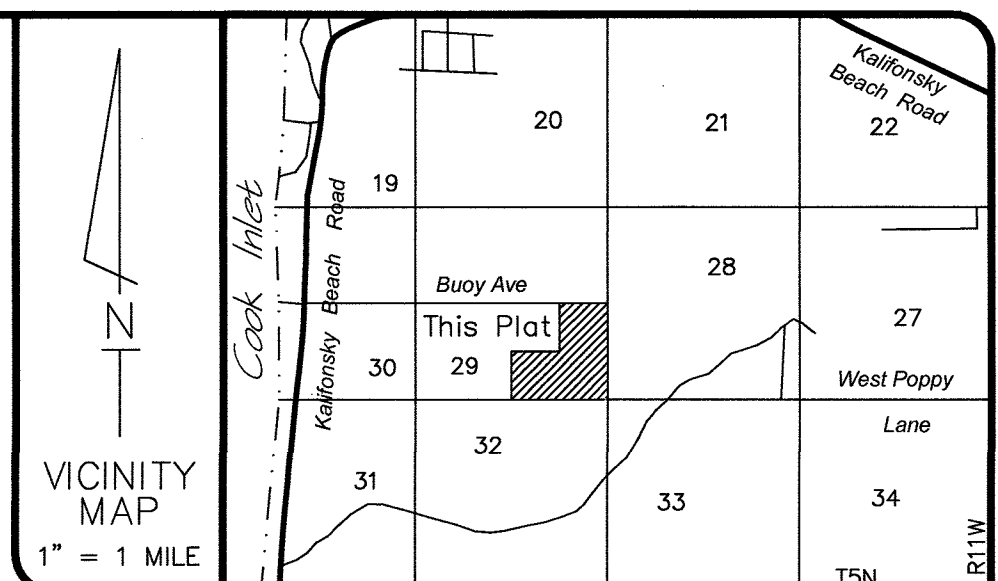 N
VICINITY
MAP
1" = 1 MILE
Cook Inlet
Kalifonsky Beach Road
Kalifonsky
Beach Road
19
20
21
22
Buoy Ave
This Plat
30
29
28
27
West Poppy
Lane
31
32
33
34
T5N
R11W